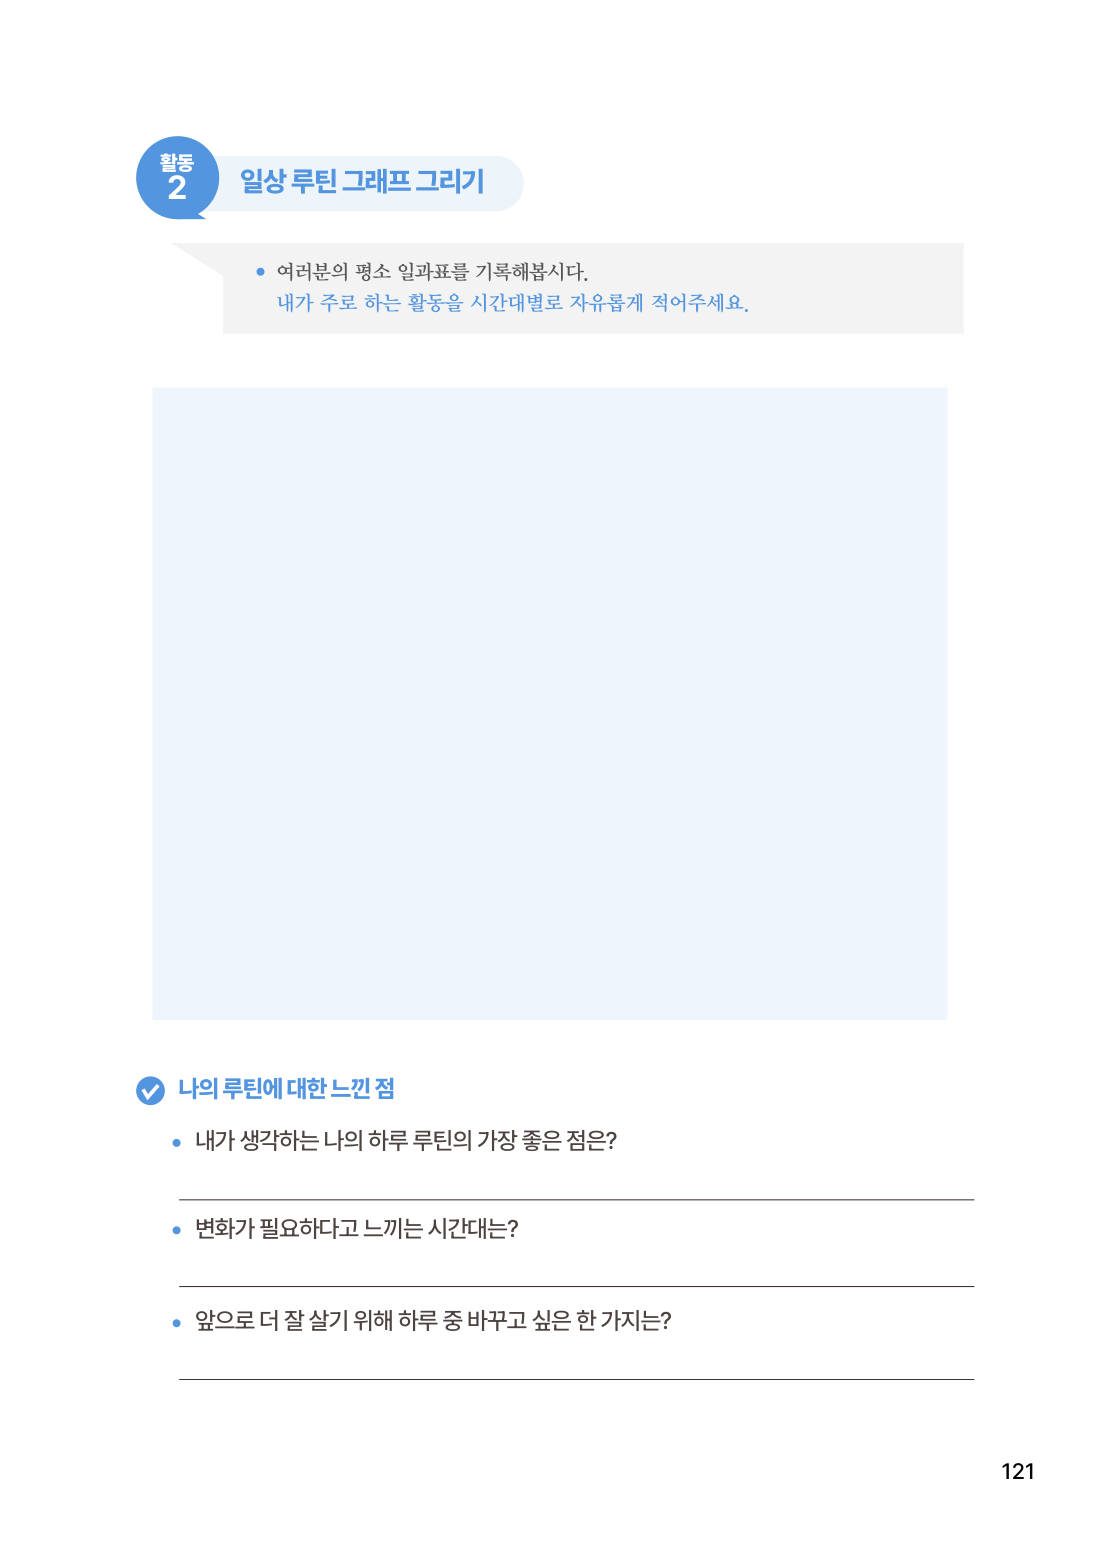 활동
2
일상 루틴 그래프 그리기
• 여러분의 평소 일과표를 기록해봅시다.
내가 주로 하는 활동을 시간대별로 자유롭게 적어주세요.
나의 루틴에 대한 느낀 점
• 내가 생각하는 나의 하루 루틴의 가장 좋은 점은?
• 변화가 필요하다고 느끼는 시간대는?
• 앞으로 더 잘 살기 위해 하루 중 바꾸고 싶은 한 가지는?
121